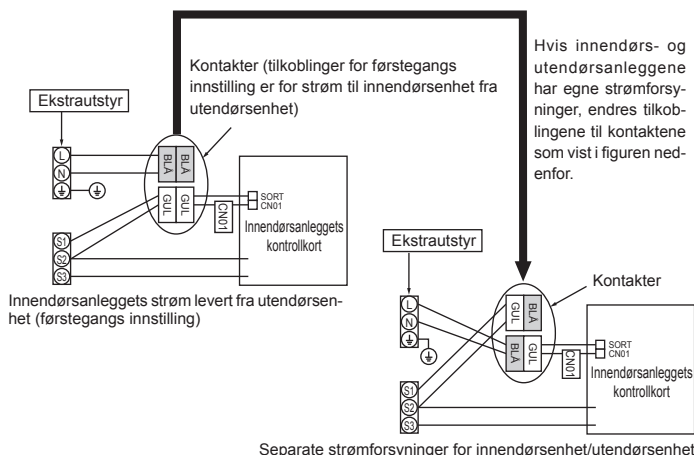 Kontakter (tilkoblinger for førstegangs
innstilling er for strøm til innendørsenhet fra
utendørsenhet)
Hvis innendørs- og
utendørsanleggene
har egne strømforsy-
ninger, endres tilkob-
lingene til kontaktene
som vist i figuren ned-
enfor.
Ekstrautstyr
L
N
BLÅ BLÅ
GUL GUL
CN01
SORT
CN01
Innendørsanleggets
kontrollkort
S1
S2
S3
Innendørsanleggets strøm levert fra utendørsen-
het (førstegangs innstilling)
Ekstrautstyr
Kontakter
L
N
GUL BLÅ
BLÅ GUL
CN01
SORT
CN01
Innendørsanleggets
kontrollkort
S1
S2
S3
Separate strømforsyninger for innendørsenhet/utendørsenhet